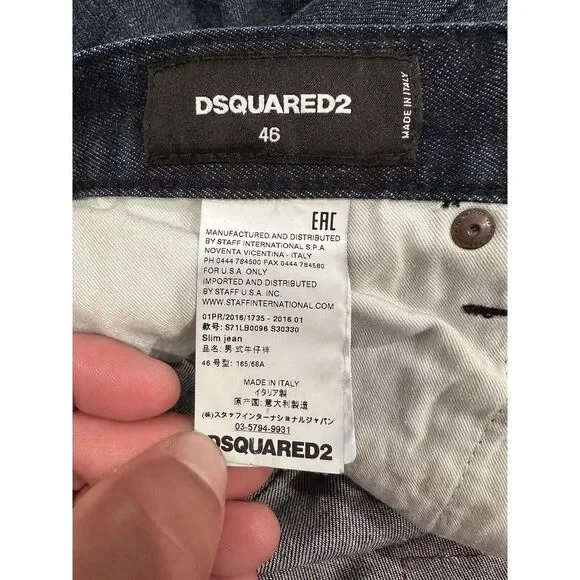 DSQUARED2
46
MADE IN ITALY
EAC
MANUFACTURED AND DISTRIBUTED
BY STAFF INTERNATIONAL S.P.A.
NOVENTA VICENTINA - ITALY
PH 0444 784500 FAX 0444 784580
FOR U.S.A. ONLY
IMPORTED AND DISTRIBUTED
BY STAFF U.S.A. INC.
WWW.STAFFINTERNATIONAL.COM
01PR/2016/1735 - 2016 01
款号: S71LB0096 S30330
Slim jean
品名: 男式牛仔裤
46 号型: 165/68A
MADE IN ITALY
イタリア製
原产国: 意大利製造
(株)スタッフインターナショナルジャパン
03-5794-9931
DSQUARED2